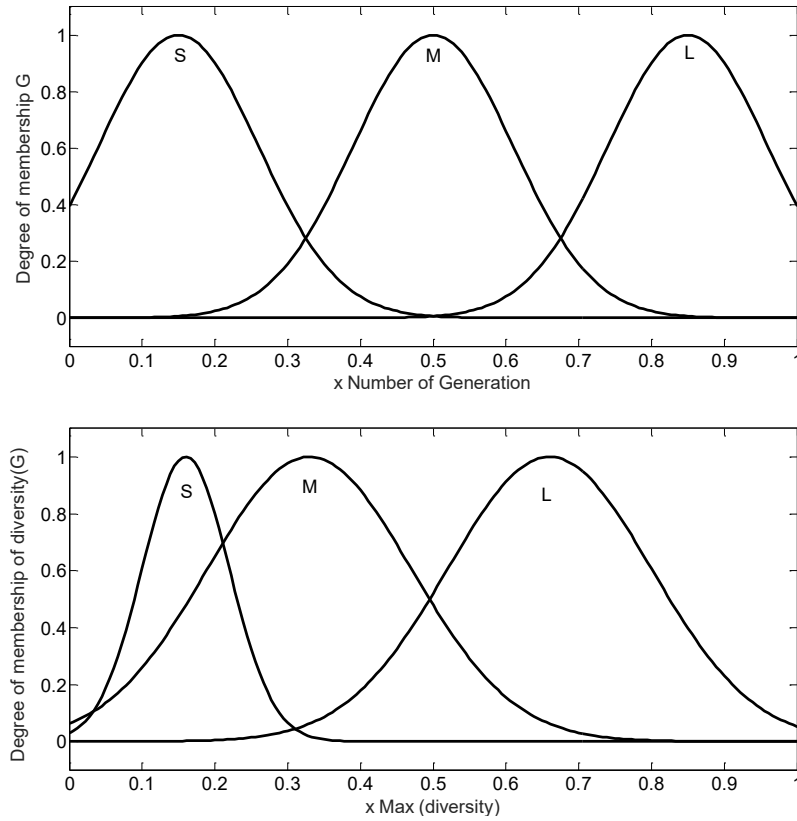 Degree of membership G
1
0.8
0.6
0.4
0.2
0
S
M
L
0 0.1 0.2 0.3 0.4 0.5 0.6 0.7 0.8 0.9 1
x Number of Generation
Degree of membership of diversity(G)
1
0.8
0.6
0.4
0.2
0
S
M
L
0 0.1 0.2 0.3 0.4 0.5 0.6 0.7 0.8 0.9 1
x Max (diversity)